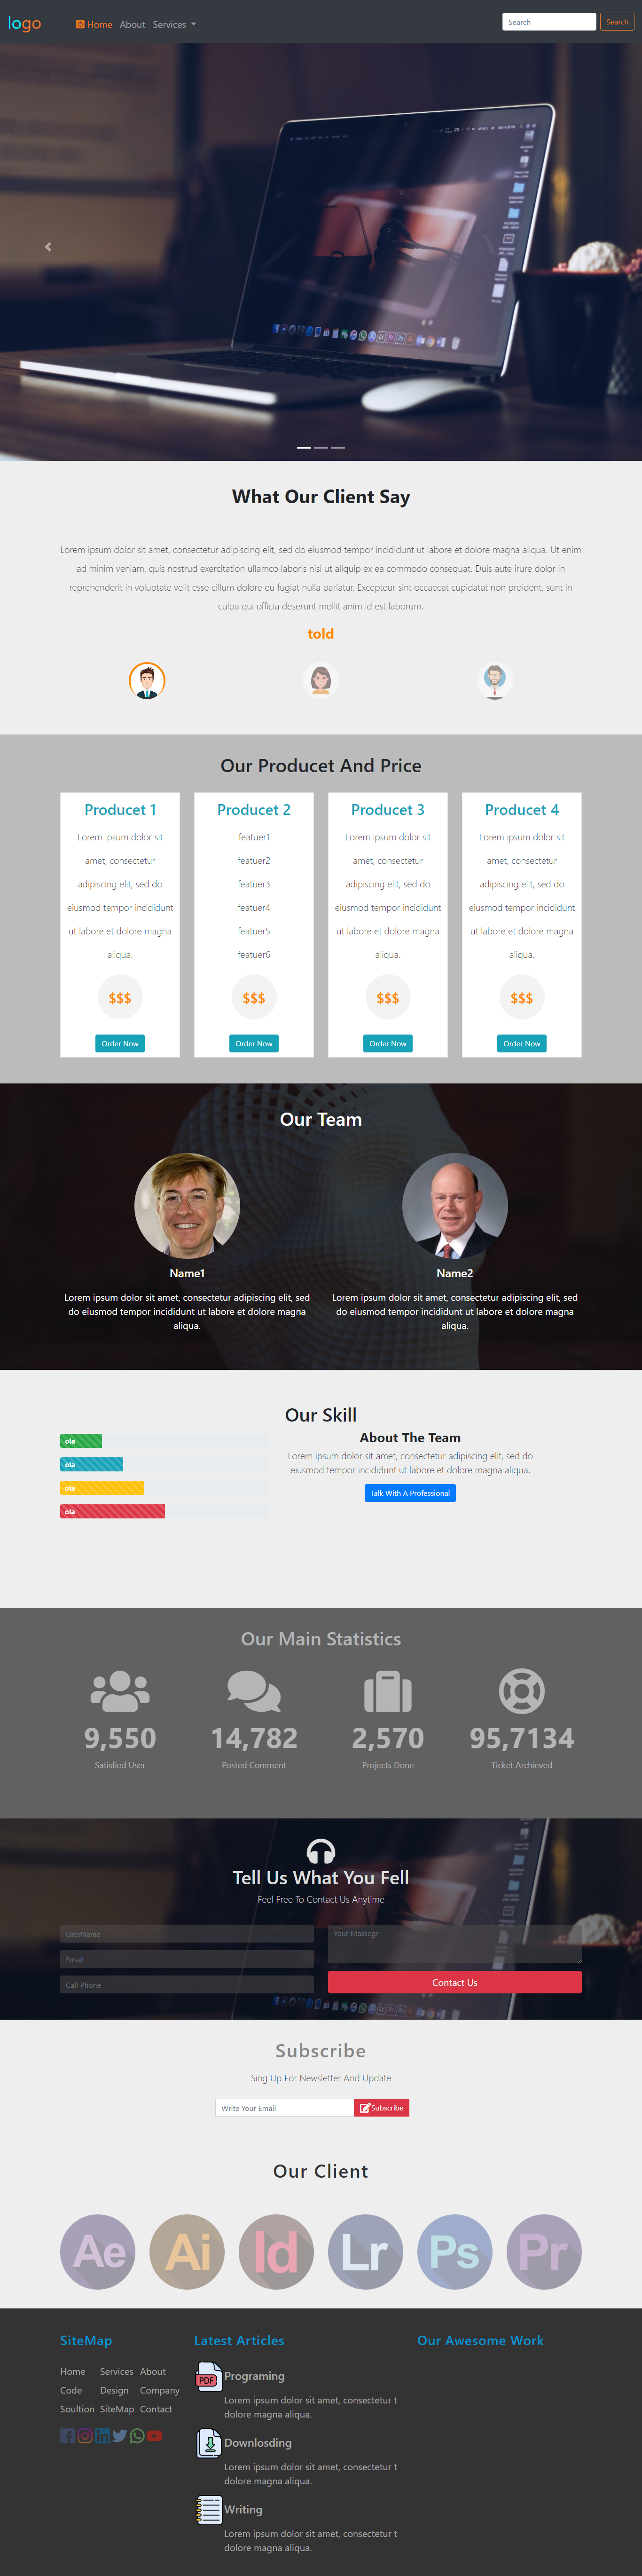 logo
Home About Services
Search Search
What Our Client Say
Lorem ipsum dolor sit amet, consectetur adipiscing elit, sed do eiusmod tempor incididunt ut labore et dolore magna aliqua. Ut enim
ad minim veniam, quis nostrud exercitation ullamco laboris nisi ut aliquip ex ea commodo consequat. Duis aute irure dolor in
reprehenderit in voluptate velit esse cillum dolore eu fugiat nulla pariatur. Excepteur sint occaecat cupidatat non proident, sunt in
culpa qui officia deserunt mollit anim id est laborum.
told
Our Producet And Price
Producet 1
Lorem ipsum dolor sit
amet, consectetur
adipiscing elit, sed do
eiusmod tempor incididunt
ut labore et dolore magna
aliqua.
$$$
Order Now
Producet 2
featuer1
featuer2
featuer3
featuer4
featuer5
featuer6
$$$
Order Now
Producet 3
Lorem ipsum dolor sit
amet, consectetur
adipiscing elit, sed do
eiusmod tempor incididunt
ut labore et dolore magna
aliqua.
$$$
Order Now
Producet 4
Lorem ipsum dolor sit
amet, consectetur
adipiscing elit, sed do
eiusmod tempor incididunt
ut labore et dolore magna
aliqua.
$$$
Order Now
Our Team
Name1
Lorem ipsum dolor sit amet, consectetur adipiscing elit, sed
do eiusmod tempor incididunt ut labore et dolore magna
aliqua.
Name2
Lorem ipsum dolor sit amet, consectetur adipiscing elit, sed
do eiusmod tempor incididunt ut labore et dolore magna
aliqua.
Our Skill
ola
ola
ola
ola
About The Team
Lorem ipsum dolor sit amet, consectetur adipiscing elit, sed do
eiusmod tempor incididunt ut labore et dolore magna aliqua.
Talk With A Professional
Our Main Statistics
9,550
Satisfied User
14,782
Posted Comment
2,570
Projects Done
95,7134
Ticket Archieved
Tell Us What You Fell
Feel Free To Contact Us Anytime
UserName
Email
Call Phone
Your Massegr
Contact Us
Subscribe
Sing Up For Newsletter And Update
Write Your Email Subscribe
Our Client
Ae Ai Id Lr Ps Pr
SiteMap
Home Services About
Code Design Company
Soultion SiteMap Contact
Latest Articles
PDF
Programing
Lorem ipsum dolor sit amet, consectetur t
dolore magna aliqua.
Downlosding
Lorem ipsum dolor sit amet, consectetur t
dolore magna aliqua.
Writing
Lorem ipsum dolor sit amet, consectetur t
dolore magna aliqua.
Our Awesome Work